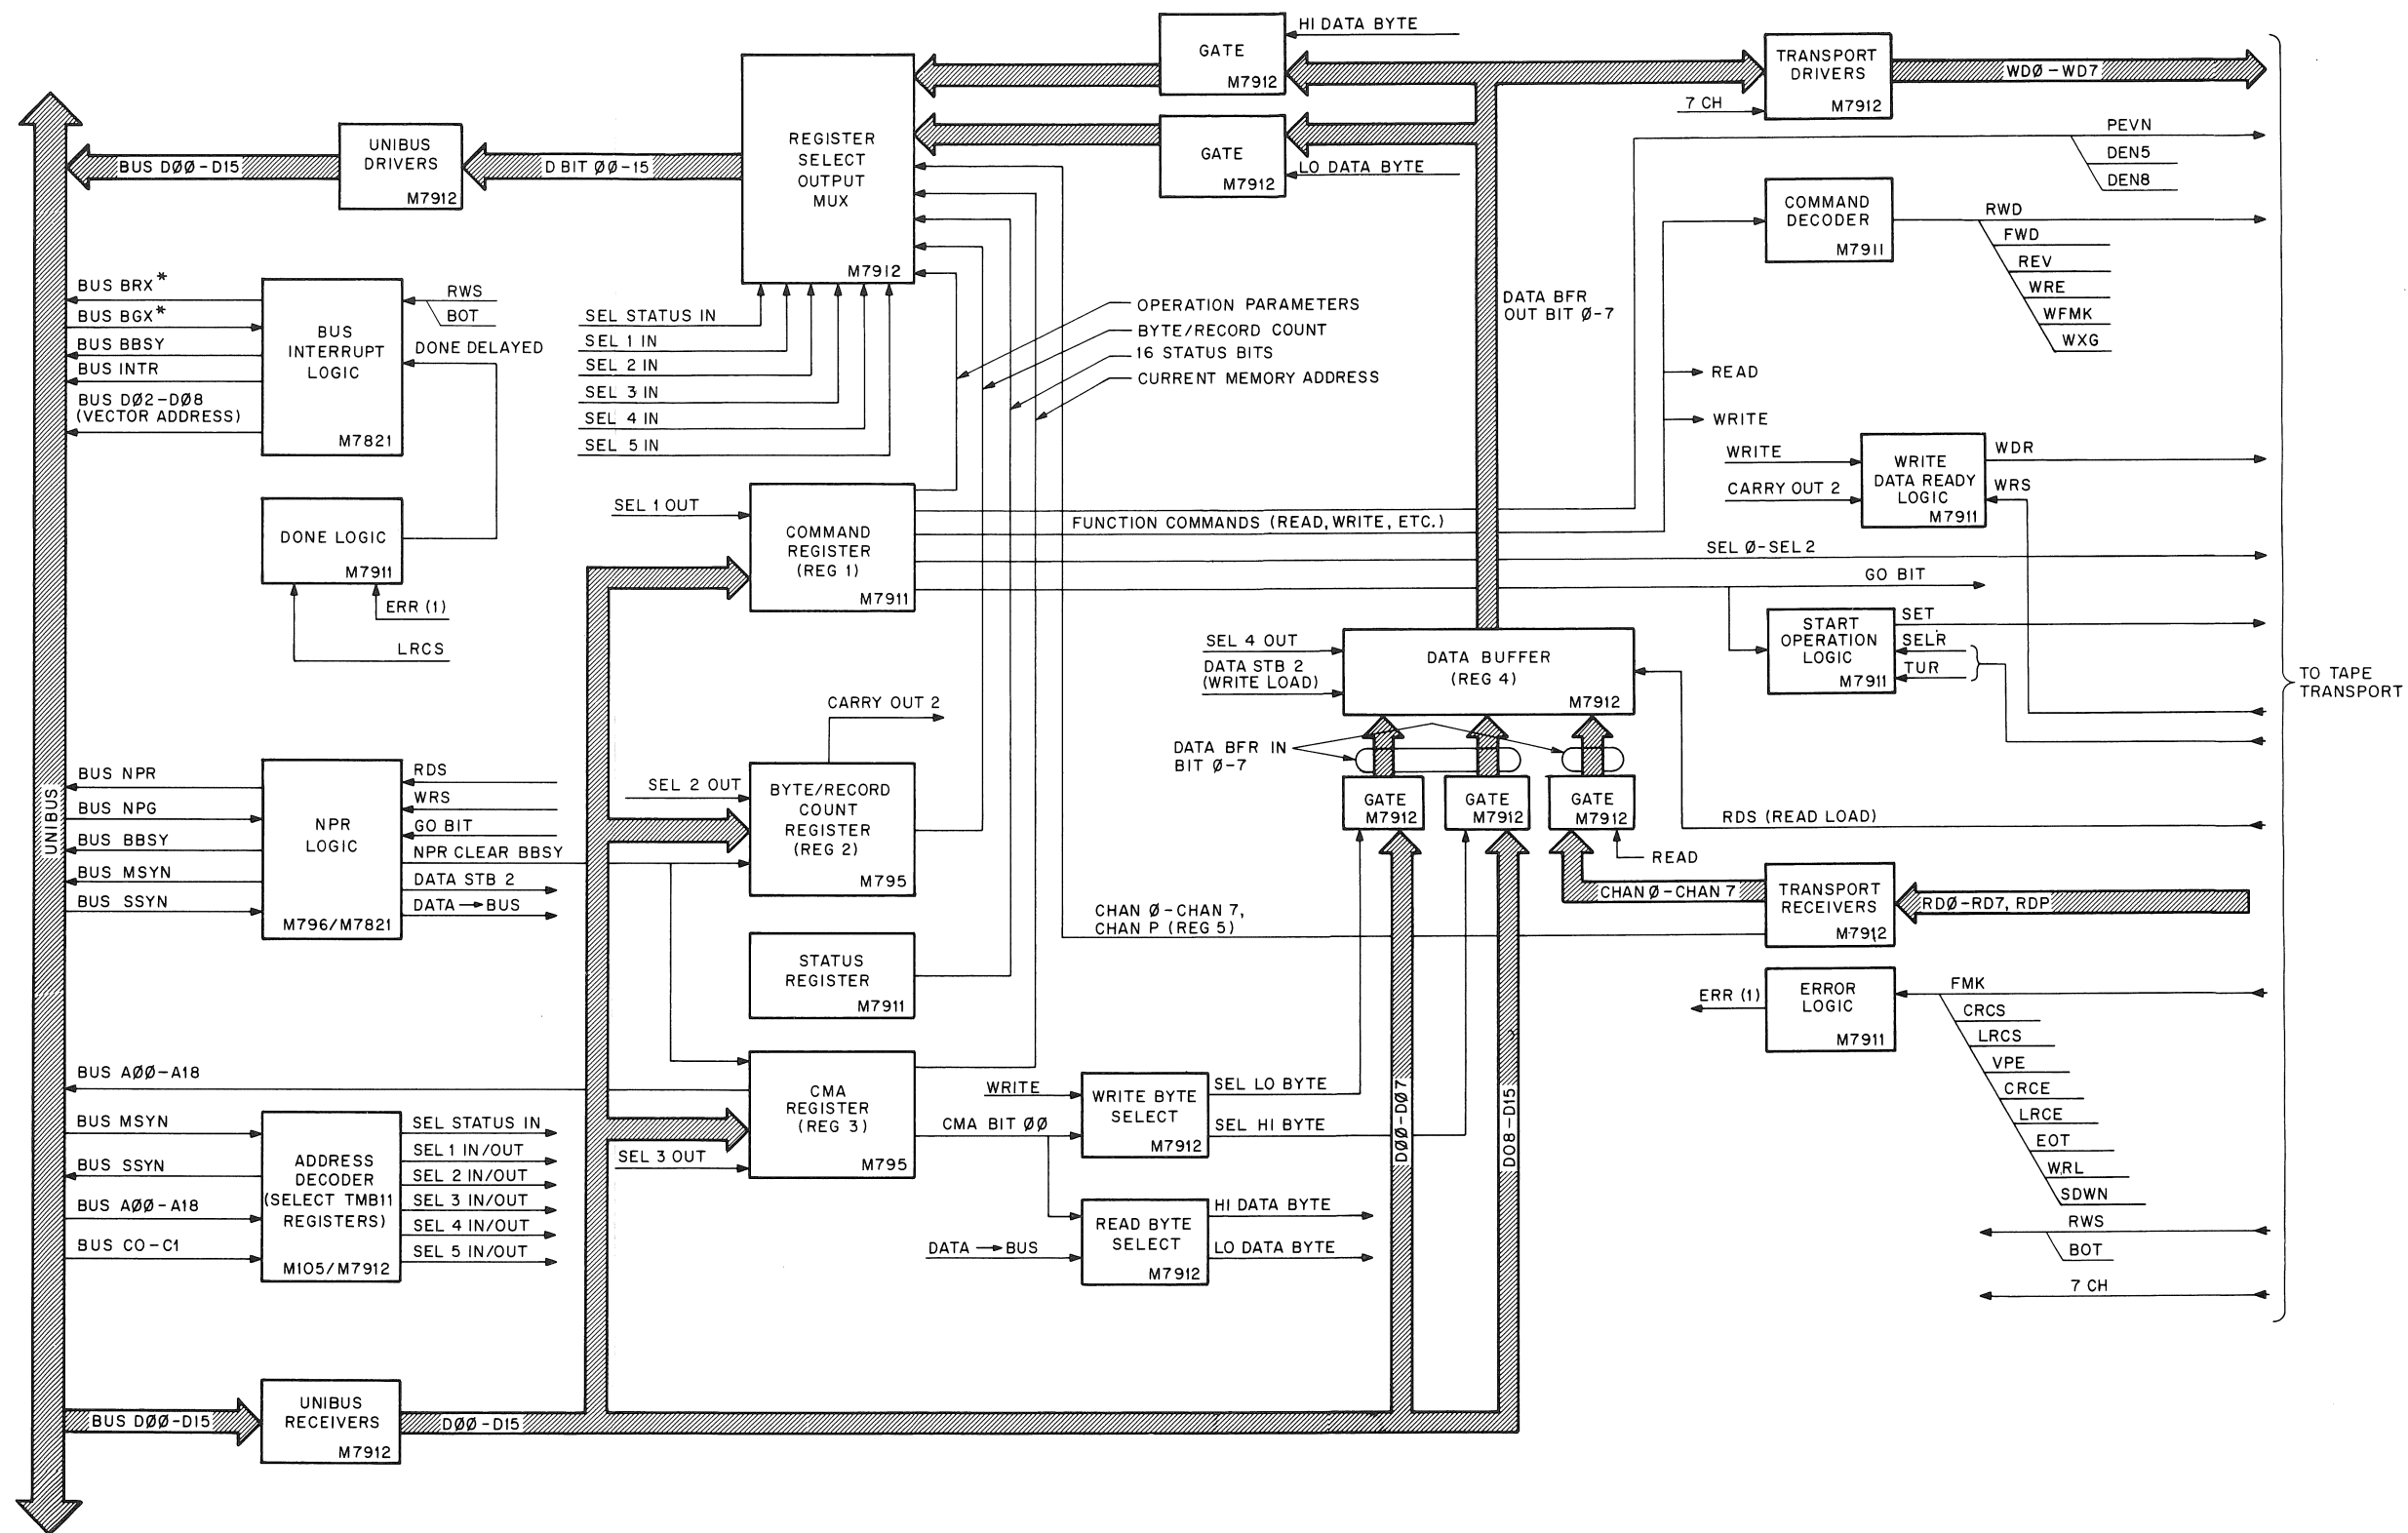 UNIBUS
BUS DØØ-D15
UNIBUS
DRIVERS
M7912
D BIT ØØ-15
REGISTER
SELECT
OUTPUT
MUX
M7912
GATE
M7912
HI DATA BYTE
GATE
M7912
LO DATA BYTE
TRANSPORT
DRIVERS
M7912
7 CH
WDØ-WD7
PEVN
DEN5
DEN8
COMMAND
DECODER
M7911
RWD
FWD
REV
WRE
WFMK
WXG
BUS BRX*
BUS BGX*
BUS BBSY
BUS INTR
BUS DØ2-DØ8
(VECTOR ADDRESS)
BUS
INTERRUPT
LOGIC
M7821
RWS
BOT
DONE DELAYED
SEL STATUS IN
SEL 1 IN
SEL 2 IN
SEL 3 IN
SEL 4 IN
SEL 5 IN
OPERATION PARAMETERS
BYTE/RECORD COUNT
16 STATUS BITS
CURRENT MEMORY ADDRESS
DATA BFR
OUT BIT Ø-7
READ
WRITE
WRITE
CARRY OUT 2
WRITE
DATA READY
LOGIC
M7911
WDR
WRS
DONE LOGIC
M7911
ERR (1)
LRCS
SEL 1 OUT
COMMAND
REGISTER
(REG 1)
M7911
FUNCTION COMMANDS (READ, WRITE, ETC.)
SEL Ø-SEL 2
GO BIT
START
OPERATION
LOGIC
M7911
SET
SELR
TUR
TO TAPE
TRANSPORT
SEL 4 OUT
DATA STB 2
(WRITE LOAD)
DATA BUFFER
(REG 4)
M7912
DATA BFR IN
BIT Ø-7
GATE
M7912
GATE
M7912
GATE
M7912
RDS (READ LOAD)
READ
CARRY OUT 2
SEL 2 OUT
BYTE/RECORD
COUNT
REGISTER
(REG 2)
M795
BUS NPR
BUS NPG
BUS BBSY
BUS MSYN
BUS SSYN
NPR
LOGIC
M796/M7821
RDS
WRS
GO BIT
NPR CLEAR BBSY
DATA STB 2
DATA → BUS
CHANØ-CHAN 7
TRANSPORT
RECEIVERS
M7912
RDØ-RD7, RDP
CHAN Ø-CHAN 7,
CHAN P (REG 5)
STATUS
REGISTER
M7911
ERR (1)
ERROR
LOGIC
M7911
FMK
CRCS
LRCS
VPE
CRCE
LRCE
EOT
WRL
SDWN
RWS
BOT
7 CH
BUS AØØ-A18
CMA
REGISTER
(REG 3)
M795
SEL 3 OUT
CMA BIT ØØ
WRITE
WRITE BYTE
SELECT
M7912
SEL LO BYTE
SEL HI BYTE
DATA → BUS
READ BYTE
SELECT
M7912
HI DATA BYTE
LO DATA BYTE
DØØ-DØ7
DO8-D15
BUS MSYN
BUS SSYN
BUS AØØ-A18
BUS CO-C1
ADDRESS
DECODER
(SELECT TMB11
REGISTERS)
M105/M7912
SEL STATUS IN
SEL 1 IN/OUT
SEL 2 IN/OUT
SEL 3 IN/OUT
SEL 4 IN/OUT
SEL 5 IN/OUT
BUS DØØ-D15
UNIBUS
RECEIVERS
M7912
DØØ-D15